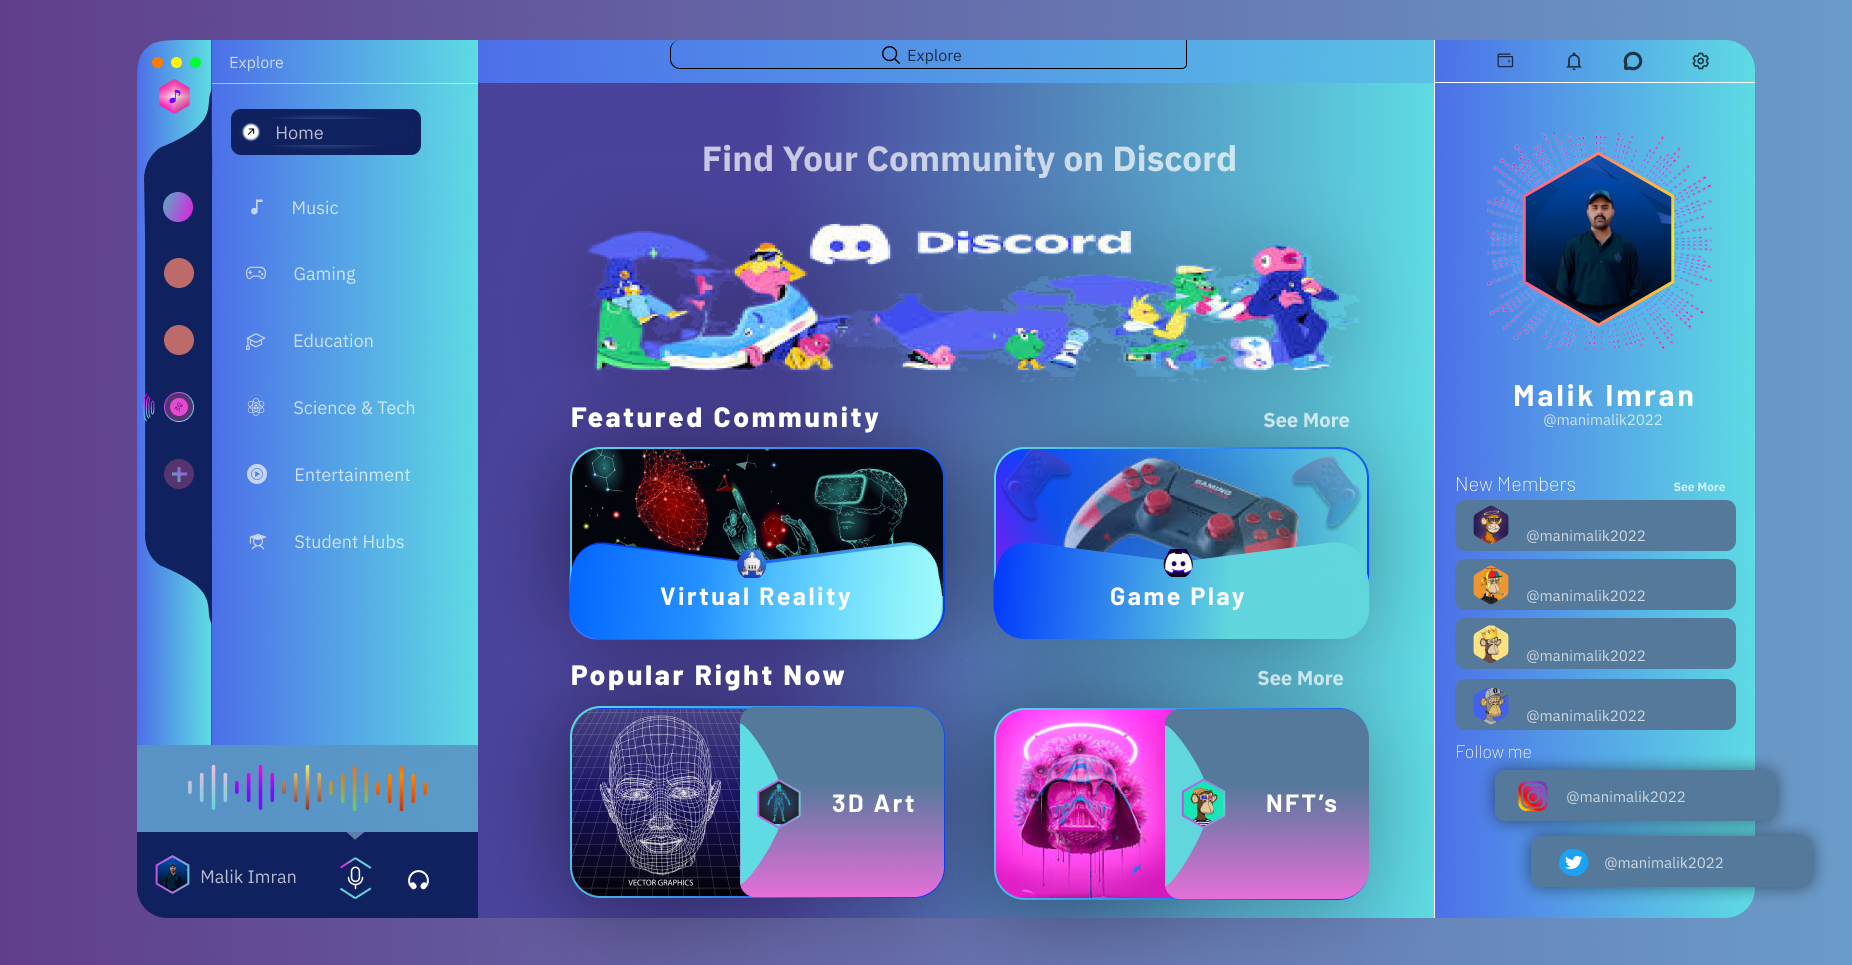 Explore
Home
Music
Gaming
Education
Science & Tech
Entertainment
Student Hubs
Malik Imran
Explore
Find Your Community on Discord
Discord
Featured Community
See More
GAMING
Virtual Reality
Game Play
Popular Right Now
See More
VECTOR GRAPHICS
3D Art
NFT's
Malik Imran
@manimalik2022
New Members
See More
@manimalik2022
@manimalik2022
@manimalik2022
@manimalik2022
Follow me
@manimalik2022
@manimalik2022